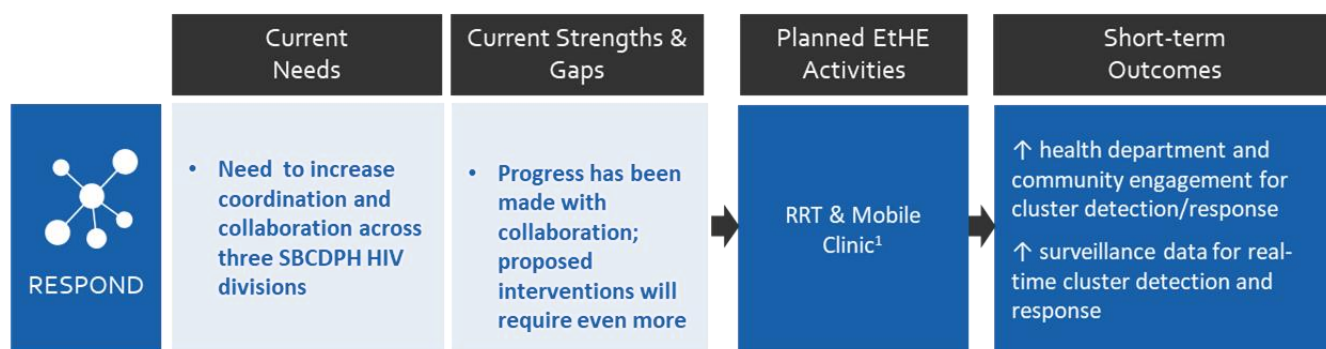 Current
Needs
Current Strengths &
Gaps
Planned EtHE
Activities
Short-term
Outcomes
RESPOND
• Need to increase
coordination and
collaboration across
three SBCDPH HIV
divisions
• Progress has been
made with
collaboration;
proposed
interventions will
require even more
RRT & Mobile
Clinic¹
↑ health department and
community engagement for
cluster detection/response
↑ surveillance data for real-
time cluster detection and
response